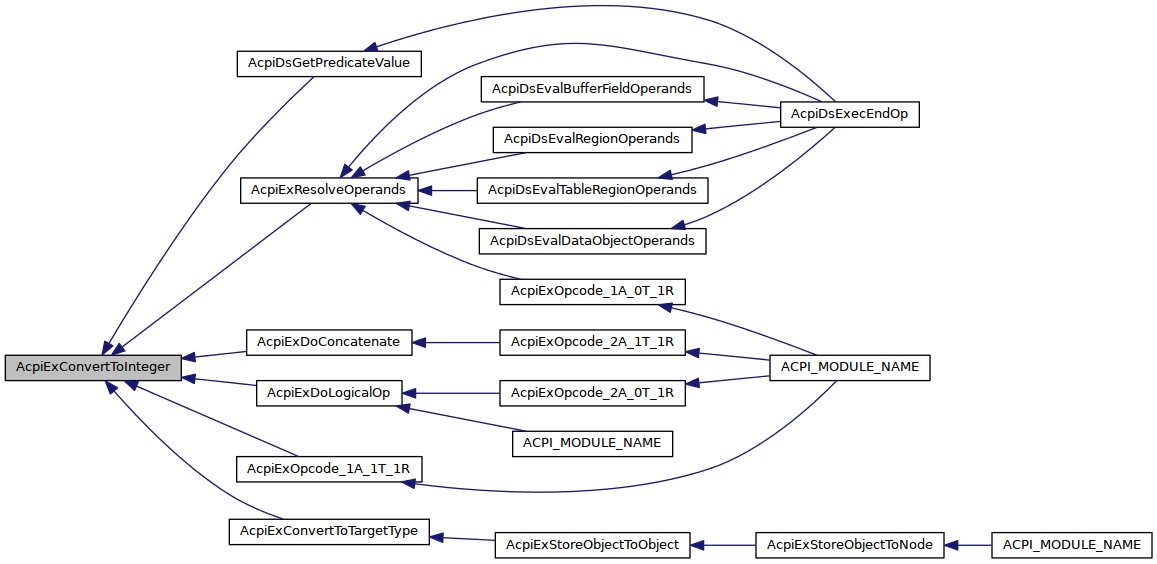 AcpiDsGetPredicateValue
AcpiDsEvalBufferFieldOperands
AcpiDsExecEndOp
AcpiDsEvalRegionOperands
AcpiExResolveOperands
AcpiDsEvalTableRegionOperands
AcpiDsEvalDataObjectOperands
AcpiExOpcode_1A_0T_1R
AcpiExDoConcatenate
AcpiExOpcode_2A_1T_1R
AcpiExConvertToInteger
ACPI_MODULE_NAME
AcpiExDoLogicalOp
AcpiExOpcode_2A_0T_1R
ACPI_MODULE_NAME
AcpiExOpcode_1A_1T_1R
AcpiExConvertToTargetType
AcpiExStoreObjectToObject
AcpiExStoreObjectToNode
ACPI_MODULE_NAME